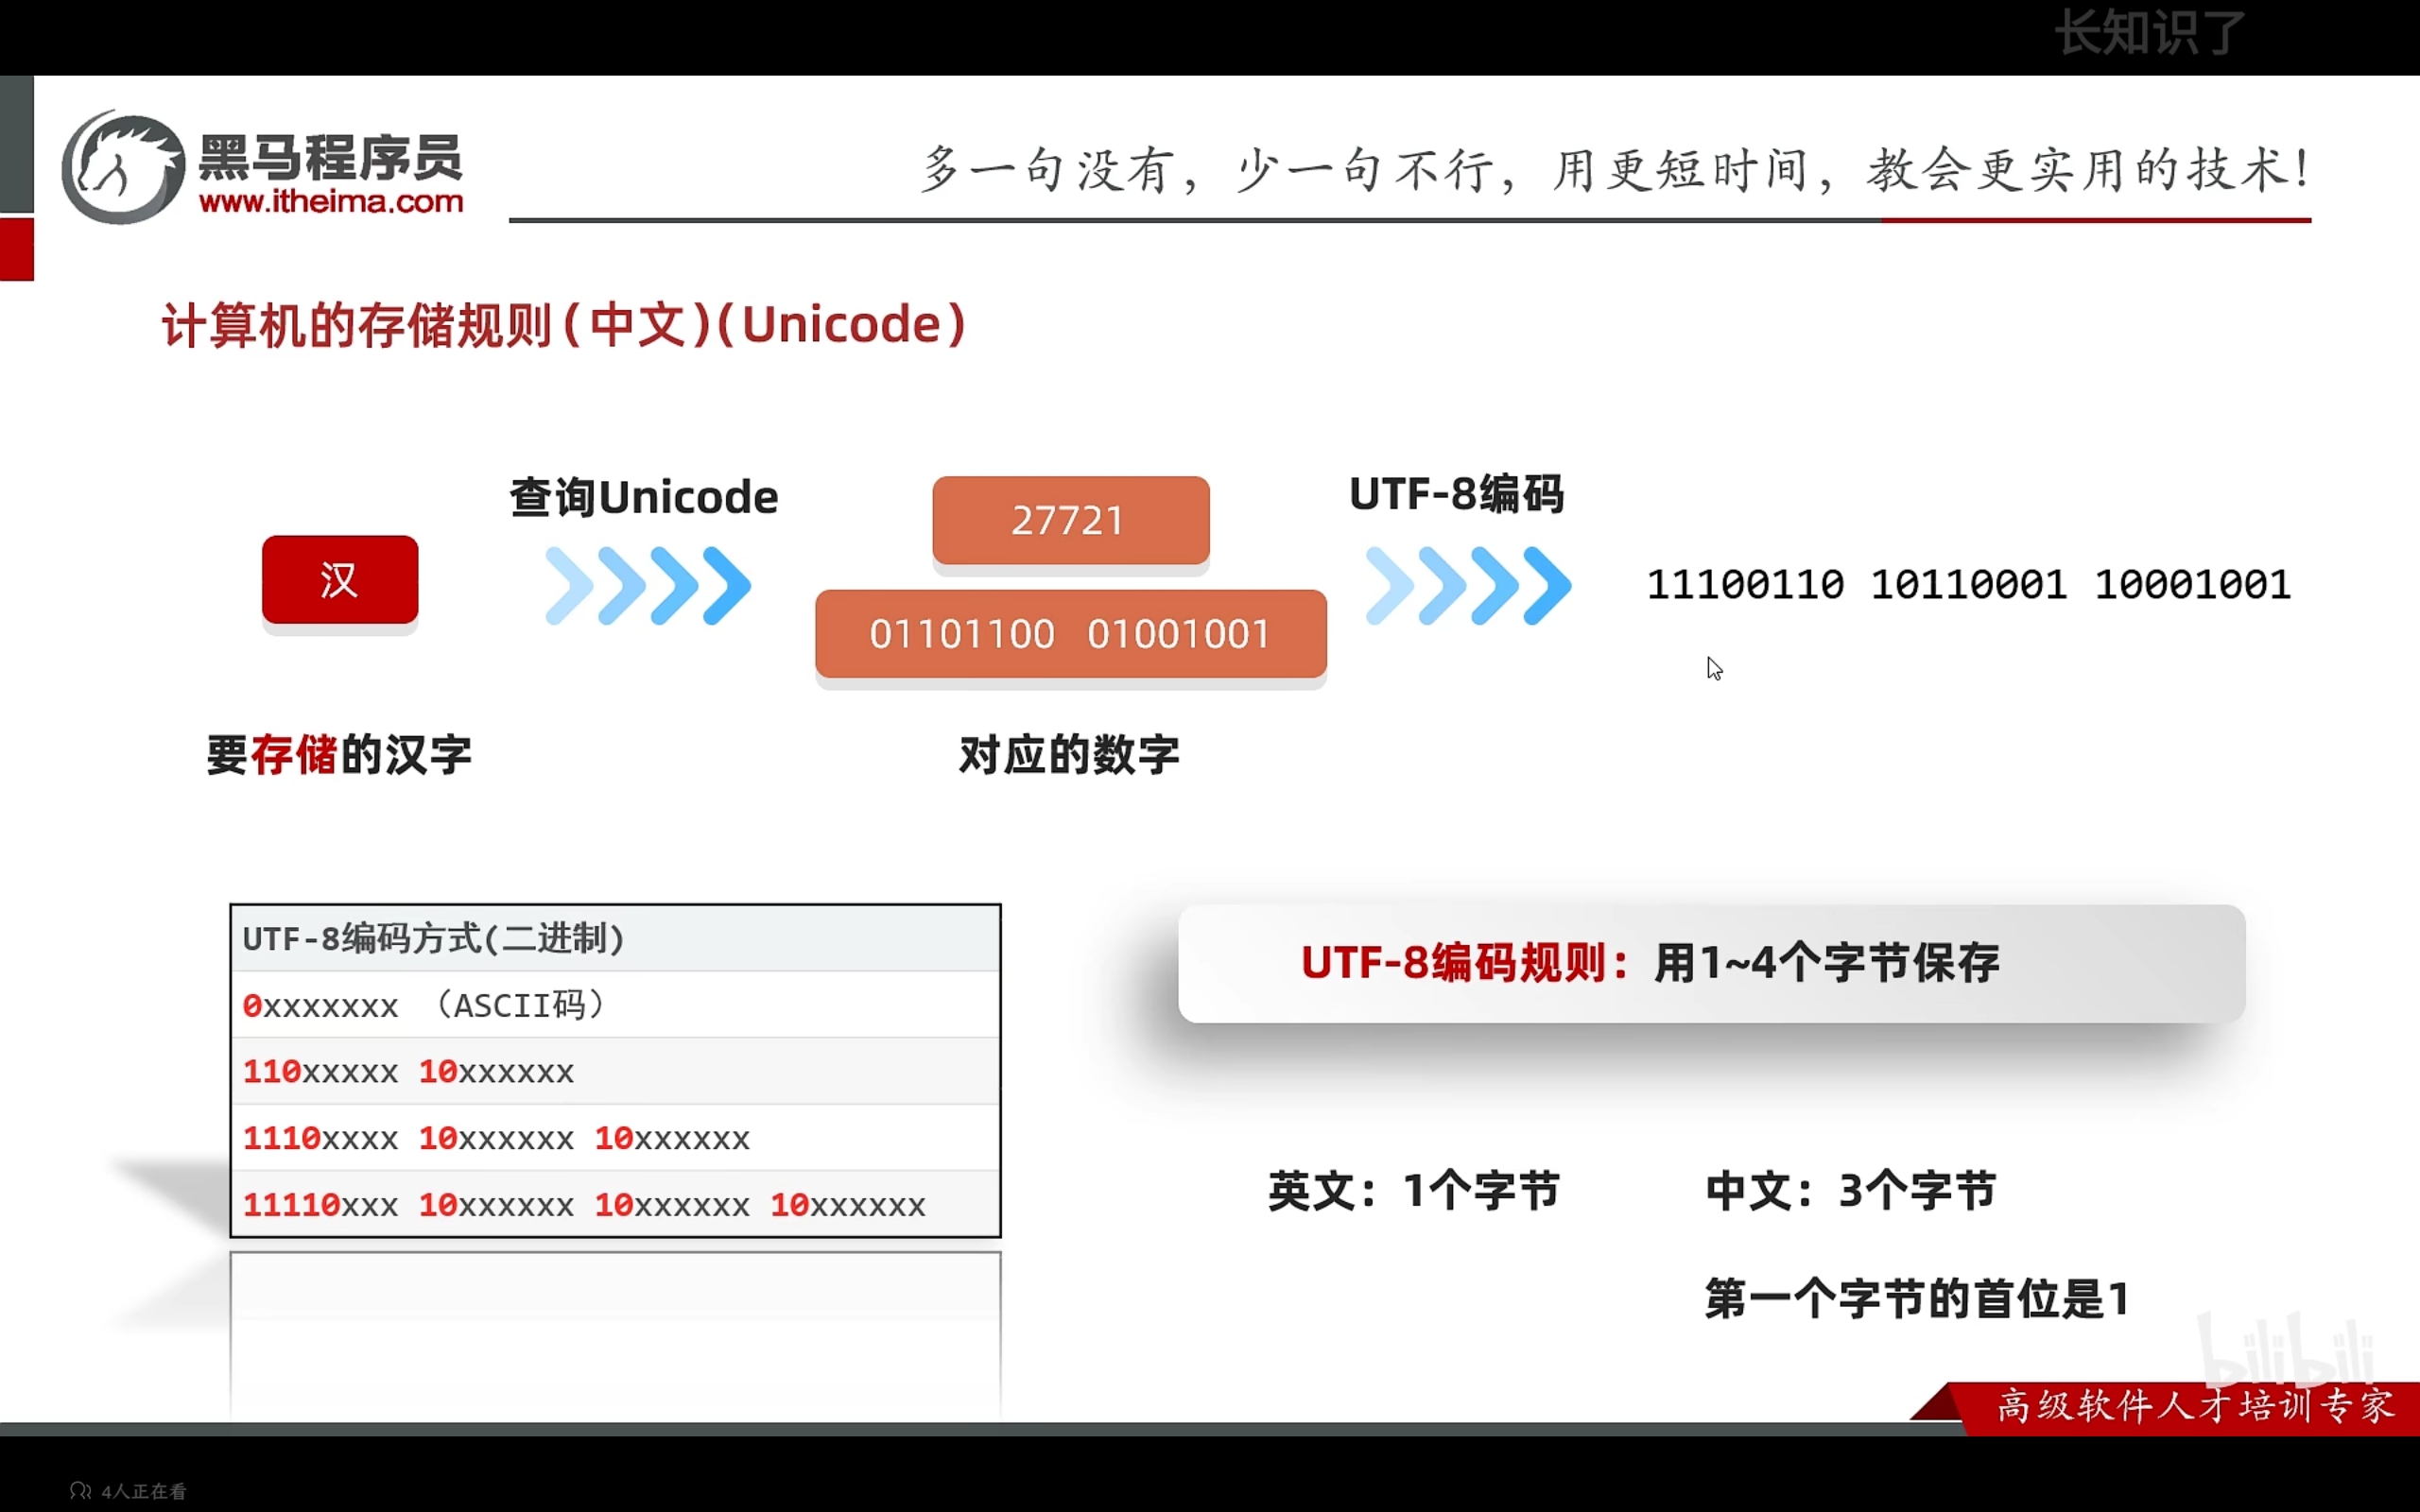 长知识了
黑马程序员
www.itheima.com
多一句没有，少一句不行，用更短时间，教会更实用的技术！
计算机的存储规则（中文）（Unicode）
汉
查询Unicode
27721
01101100 01001001
UTF-8编码
11100110 10110001 10001001
要存储的汉字
对应的数字
UTF-8编码方式(二进制)
0xxxxxxx （ASCII码）
110xxxxx 10xxxxxx
1110xxxx 10xxxxxx 10xxxxxx
11110xxx 10xxxxxx 10xxxxxx 10xxxxxx
UTF-8编码规则：用1~4个字节保存
英文：1个字节
中文：3个字节
第一个字节的首位是1
bilibili
高级软件人才培训专家
4人正在看